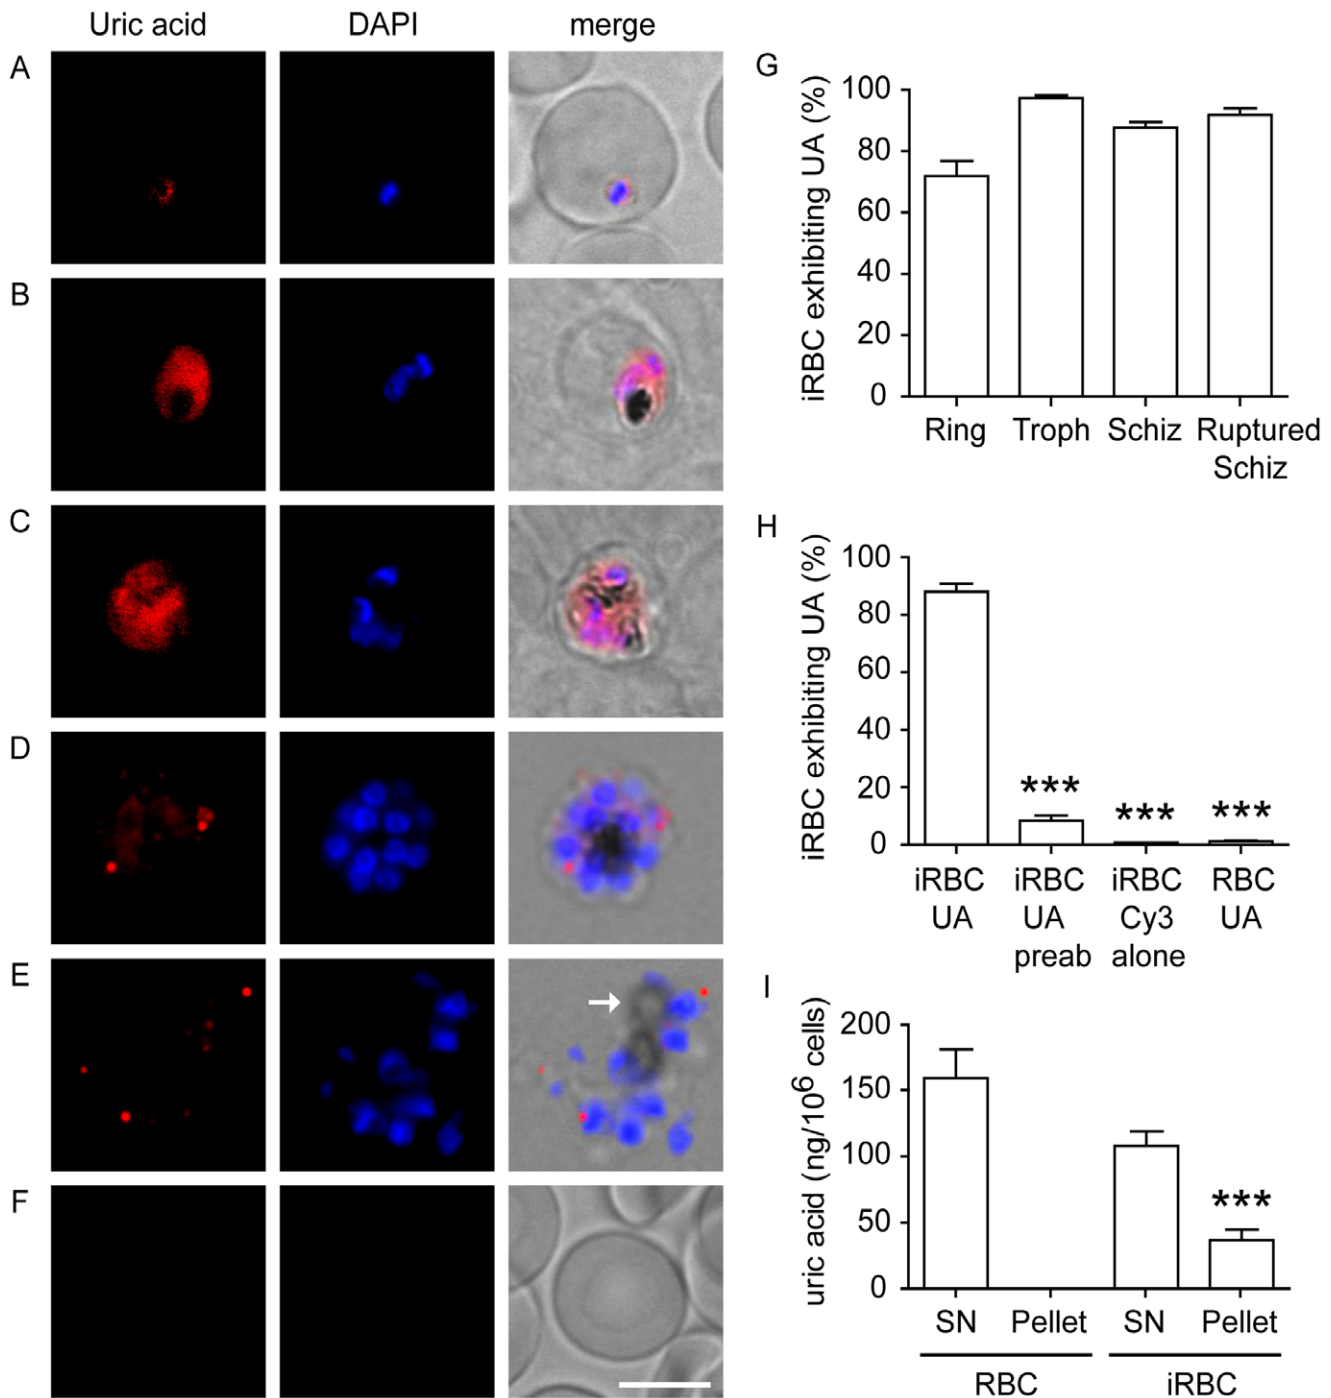 Uric acid DAPI merge
A
B
C
D
E
F
G
iRBC exhibiting UA (%)
100
80
60
40
20
0
Ring Troph Schiz Ruptured
Schiz
H
iRBC exhibiting UA (%)
100
80
60
40
20
0
*** *** ***
iRBC iRBC iRBC RBC
UA UA Cy3 UA
preab alone
I
uric acid (ng/10⁶ cells)
200
150
100
50
0
***
SN Pellet SN Pellet
RBC iRBC